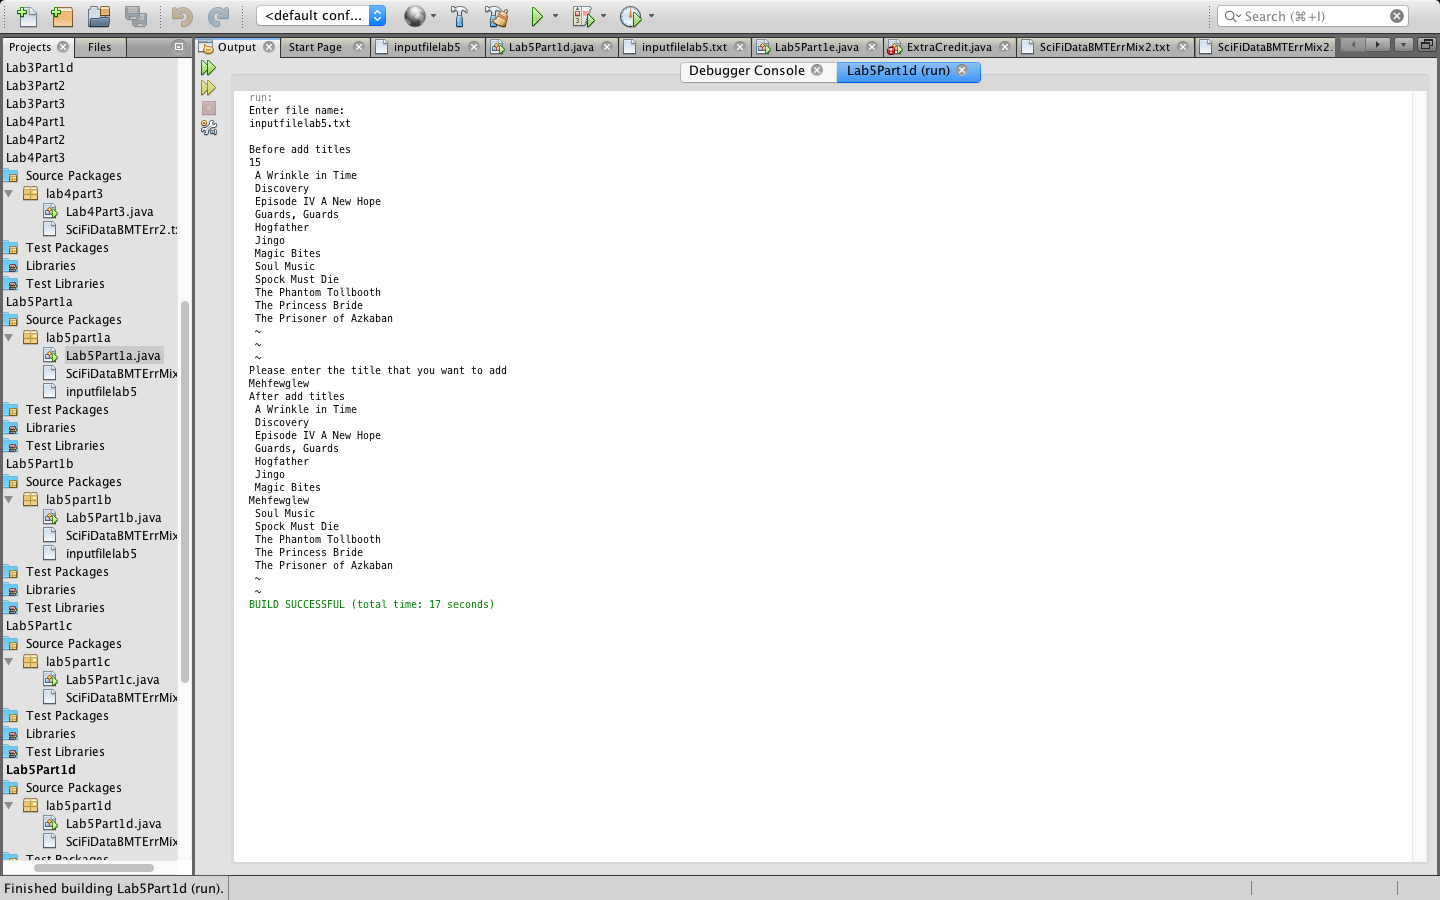 <default conf...
Search (⌘+I)
Projects
Files
Output
Start Page
inputfilelab5
Lab5Part1d.java
inputfilelab5.txt
Lab5Part1e.java
ExtraCredit.java
SciFiDataBMTErrMix2.txt
SciFiDataBMTErrMix2.
Debugger Console
Lab5Part1d (run)
Lab3Part1d
Lab3Part2
Lab3Part3
Lab4Part1
Lab4Part2
Lab4Part3
Source Packages
lab4part3
Lab4Part3.java
SciFiDataBMTErr2.t
Test Packages
Libraries
Test Libraries
Lab5Part1a
Source Packages
lab5part1a
Lab5Part1a.java
SciFiDataBMTErrMix
inputfilelab5
Test Packages
Libraries
Test Libraries
Lab5Part1b
Source Packages
lab5part1b
Lab5Part1b.java
SciFiDataBMTErrMix
inputfilelab5
Test Packages
Libraries
Test Libraries
Lab5Part1c
Source Packages
lab5part1c
Lab5Part1c.java
SciFiDataBMTErrMix
Test Packages
Libraries
Test Libraries
Lab5Part1d
Source Packages
lab5part1d
Lab5Part1d.java
SciFiDataBMTErrMix
Test Packages
run:
Enter file name:
inputfilelab5.txt
Before add titles
15
A Wrinkle in Time
Discovery
Episode IV A New Hope
Guards, Guards
Hogfather
Jingo
Magic Bites
Soul Music
Spock Must Die
The Phantom Tollbooth
The Princess Bride
The Prisoner of Azkaban
~
~
~
Please enter the title that you want to add
Mehfewglew
After add titles
A Wrinkle in Time
Discovery
Episode IV A New Hope
Guards, Guards
Hogfather
Jingo
Magic Bites
Mehfewglew
Soul Music
Spock Must Die
The Phantom Tollbooth
The Princess Bride
The Prisoner of Azkaban
~
~
BUILD SUCCESSFUL (total time: 17 seconds)
Finished building Lab5Part1d (run).